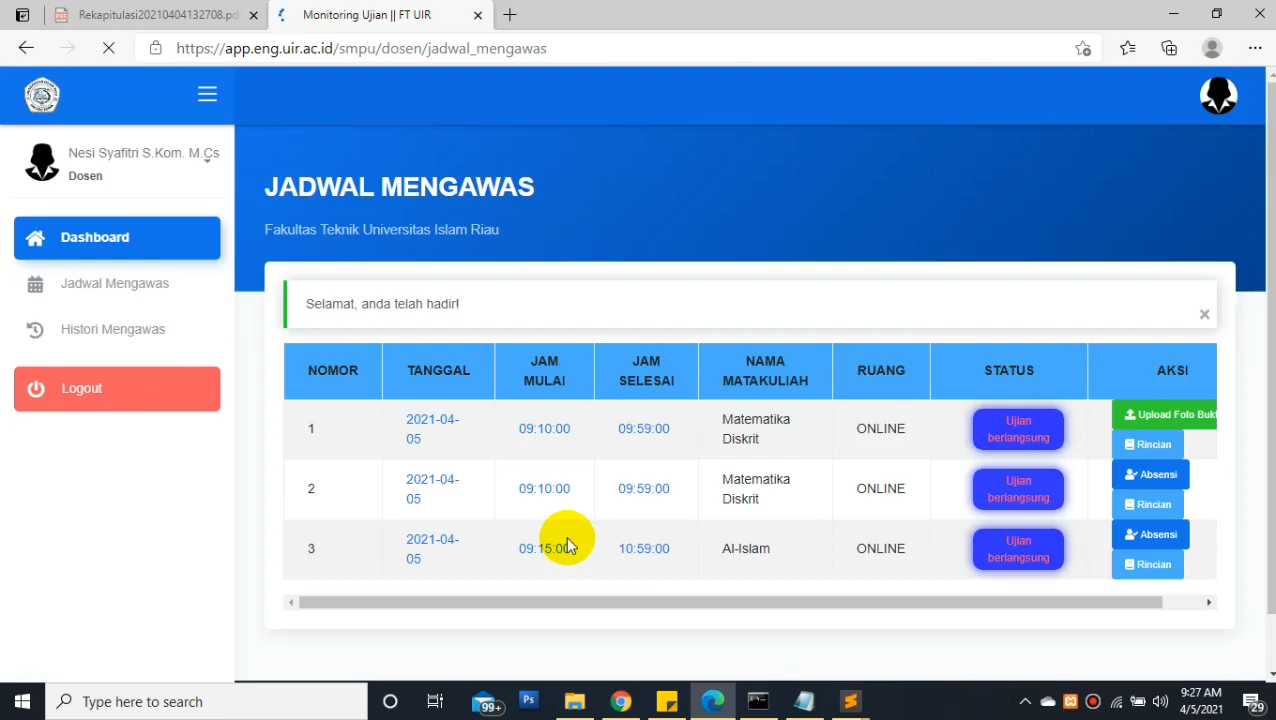 Rekapitulasi20210404132708.pd
Monitoring Ujian || FT UIR
https://app.eng.uir.ac.id/smpu/dosen/jadwal_mengawas
Nesi Syafitri S.Kom. M.Cs
Dosen
Dashboard
Jadwal Mengawas
Histori Mengawas
Logout
JADWAL MENGAWAS
Fakultas Teknik Universitas Islam Riau
Selamat, anda telah hadir!
×
NOMOR TANGGAL JAM MULAI JAM SELESAI NAMA MATAKULIAH RUANG STATUS AKSI
1 2021-04-05 09:10:00 09:59:00 Matematika Diskrit ONLINE Ujian berlangsung Upload Foto Bukt Rincian
2 2021-04-05 09:10:00 09:59:00 Matematika Diskrit ONLINE Ujian berlangsung Absensi Rincian
3 2021-04-05 09:15:00 10:59:00 Al-Islam ONLINE Ujian berlangsung Absensi Rincian
Type here to search
99+
Ps
9:27 AM
4/5/2021
29